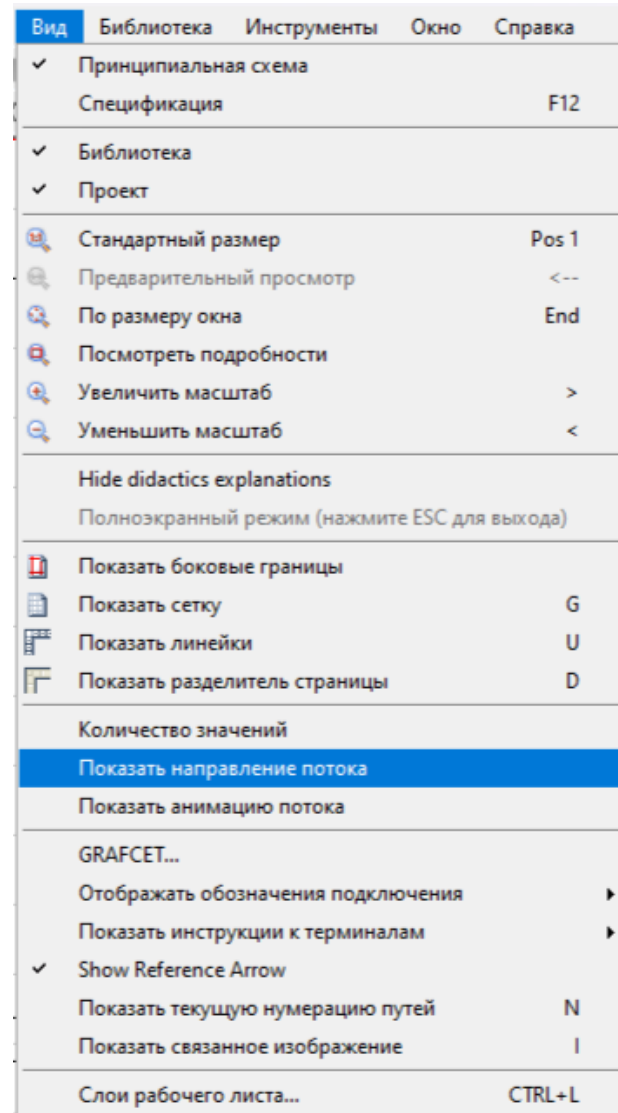 Вид Библиотека Инструменты Окно Справка
Принципиальная схема
Спецификация F12
Библиотека
Проект
Стандартный размер Pos 1
Предварительный просмотр <--
По размеру окна End
Посмотреть подробности
Увеличить масштаб >
Уменьшить масштаб <
Hide didactics explanations
Полноэкранный режим (нажмите ESC для выхода)
Показать боковые границы
Показать сетку G
Показать линейки U
Показать разделитель страницы D
Количество значений
Показать направление потока
Показать анимацию потока
GRAFCET...
Отображать обозначения подключения
Показать инструкции к терминалам
Show Reference Arrow
Показать текущую нумерацию путей N
Показать связанное изображение I
Слои рабочего листа... CTRL+L